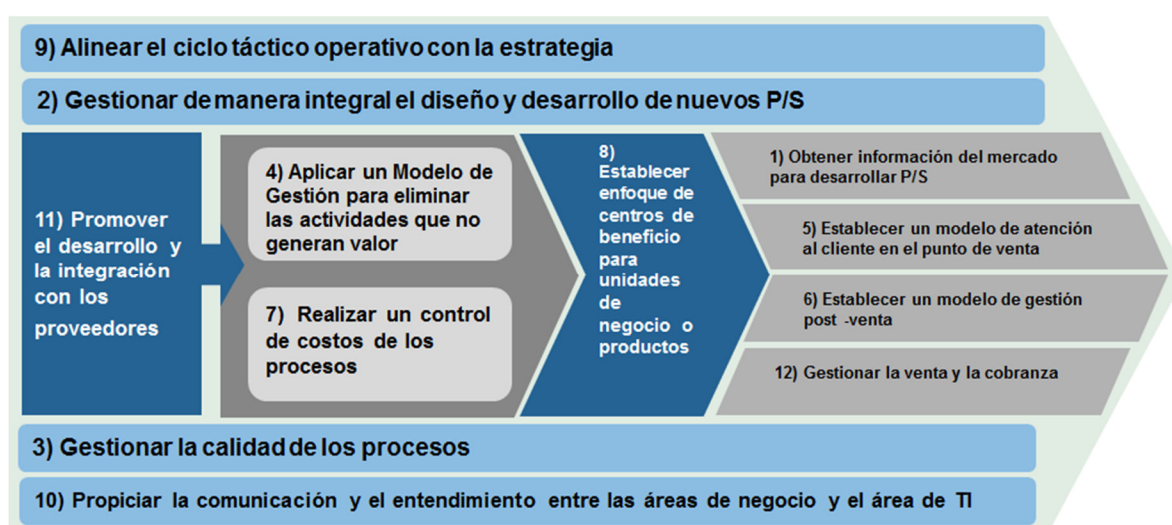 9) Alinear el ciclo táctico operativo con la estrategia
2) Gestionar de manera integral el diseño y desarrollo de nuevos P/S
11) Promover
el desarrollo y
la integración
con los
proveedores
4) Aplicar un Modelo de
Gestión para eliminar
las actividades que no
generan valor
7) Realizar un control
de costos de los
procesos
8)
Establecer
enfoque de
centros de
beneficio
para
unidades
de
negocio o
productos
1) Obtener información del mercado
para desarrollar P/S
5) Establecer un modelo de atención
al cliente en el punto de venta
6) Establecer un modelo de gestión
post -venta
12) Gestionar la venta y la cobranza
3) Gestionar la calidad de los procesos
10) Propiciar la comunicación y el entendimiento entre las áreas de negocio y el área de TI